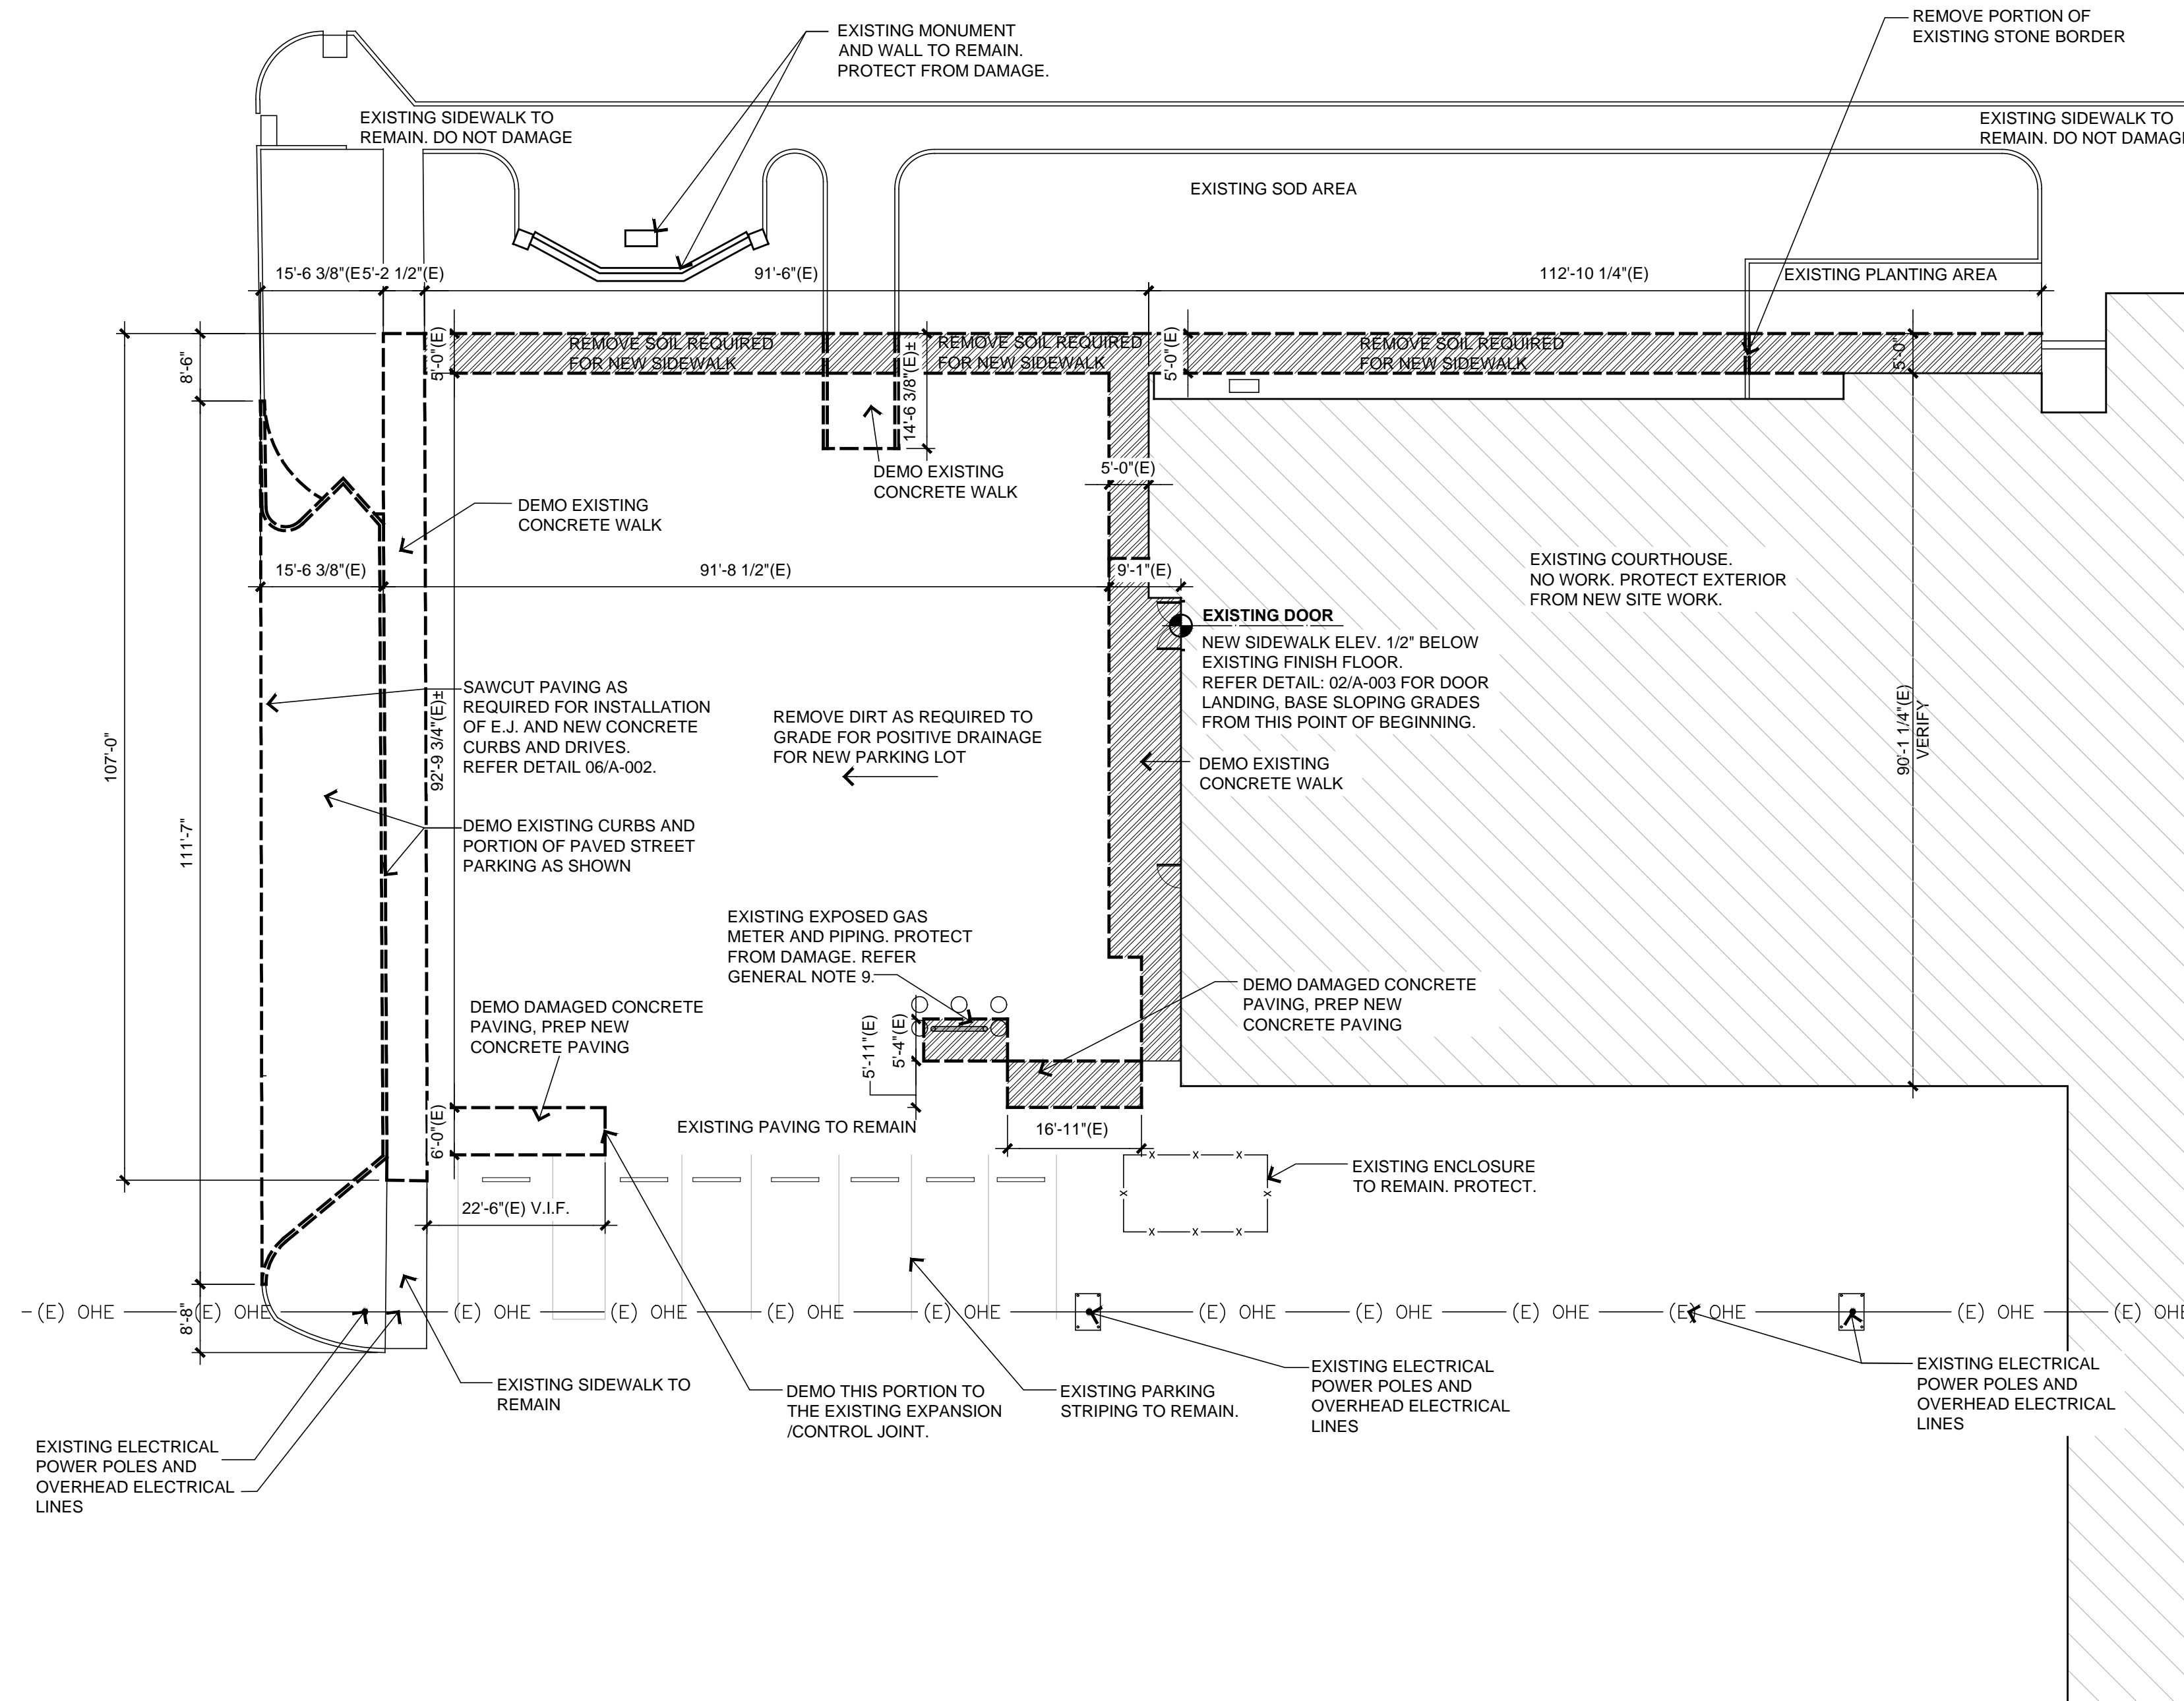 REMOVE PORTION OF
EXISTING STONE BORDER
EXISTING MONUMENT
AND WALL TO REMAIN.
PROTECT FROM DAMAGE.
EXISTING SIDEWALK TO
REMAIN. DO NOT DAMAGE
EXISTING SIDEWALK TO
REMAIN. DO NOT DAMAGE
EXISTING SOD AREA
15'-6 3/8"(E
5'-2 1/2"(E)
91'-6"(E)
112'-10 1/4"(E)
EXISTING PLANTING AREA
8'-6"
5'-0"(E)
REMOVE SOIL REQUIRED
FOR NEW SIDEWALK
14'-6 3/8"(E)±
REMOVE SOIL REQUIRED
FOR NEW SIDEWALK
5'-0"(E)
REMOVE SOIL REQUIRED
FOR NEW SIDEWALK
5'-0"
DEMO EXISTING
CONCRETE WALK
5'-0"(E)
DEMO EXISTING
CONCRETE WALK
15'-6 3/8"(E)
91'-8 1/2"(E)
9'-1"(E)
EXISTING COURTHOUSE.
NO WORK. PROTECT EXTERIOR
FROM NEW SITE WORK.
EXISTING DOOR
NEW SIDEWALK ELEV. 1/2" BELOW
EXISTING FINISH FLOOR.
REFER DETAIL: 02/A-003 FOR DOOR
LANDING, BASE SLOPING GRADES
FROM THIS POINT OF BEGINNING.
SAWCUT PAVING AS
REQUIRED FOR INSTALLATION
OF E.J. AND NEW CONCRETE
CURBS AND DRIVES.
REFER DETAIL 06/A-002.
92'-9 3/4"(E)±
REMOVE DIRT AS REQUIRED TO
GRADE FOR POSITIVE DRAINAGE
FOR NEW PARKING LOT
107'-0"
90'-1 1/4"(E)
VERIFY
DEMO EXISTING
CONCRETE WALK
111'-7"
DEMO EXISTING CURBS AND
PORTION OF PAVED STREET
PARKING AS SHOWN
EXISTING EXPOSED GAS
METER AND PIPING. PROTECT
FROM DAMAGE. REFER
GENERAL NOTE 9.
DEMO DAMAGED CONCRETE
PAVING, PREP NEW
CONCRETE PAVING
DEMO DAMAGED CONCRETE
PAVING, PREP NEW
CONCRETE PAVING
5'-11"(E)
5'-4"(E)
6'-0"(E)
EXISTING PAVING TO REMAIN
16'-11"(E)
x x x
x x
x x x
EXISTING ENCLOSURE
TO REMAIN. PROTECT.
22'-6"(E) V.I.F.
8'-8"
(E) OHE (E) OHE (E) OHE (E) OHE (E) OHE (E) OHE (E) OHE (E) OHE (E) OHE (E) OHE (E) OHE (E) OHE
EXISTING SIDEWALK TO
REMAIN
DEMO THIS PORTION TO
THE EXISTING EXPANSION
/CONTROL JOINT.
EXISTING PARKING
STRIPING TO REMAIN.
EXISTING ELECTRICAL
POWER POLES AND
OVERHEAD ELECTRICAL
LINES
EXISTING ELECTRICAL
POWER POLES AND
OVERHEAD ELECTRICAL
LINES
EXISTING ELECTRICAL
POWER POLES AND
OVERHEAD ELECTRICAL
LINES